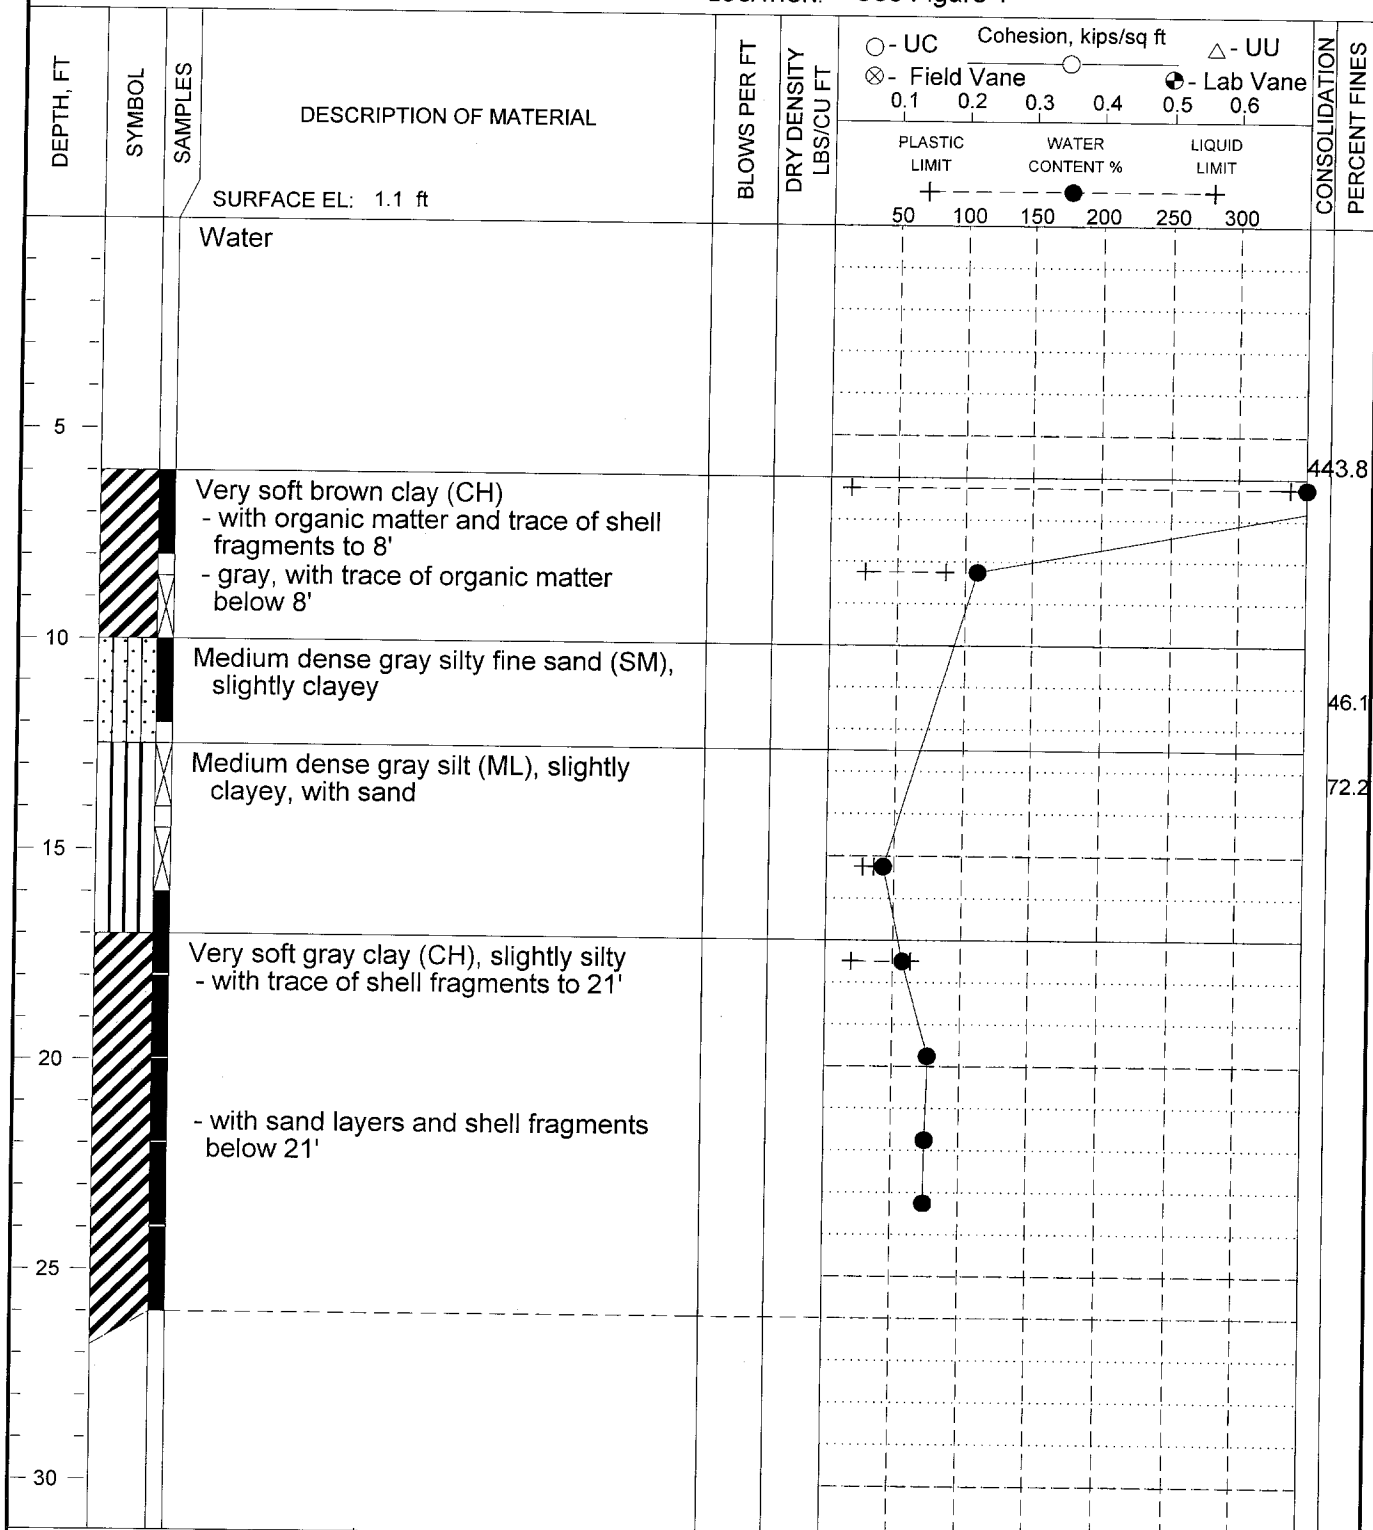 DEPTH, FT
SYMBOL
SAMPLES
DESCRIPTION OF MATERIAL
SURFACE EL: 1.1 ft
BLOWS PER FT
DRY DENSITY
LBS/CU FT
- UC Cohesion, kips/sq ft - UU
- Field Vane - Lab Vane
0.1 0.2 0.3 0.4 0.5 0.6
PLASTIC WATER LIQUID
LIMIT CONTENT % LIMIT
50 100 150 200 250 300
CONSOLIDATION
PERCENT FINES
Water
5
443.8
Very soft brown clay (CH)
- with organic matter and trace of shell
fragments to 8'
- gray, with trace of organic matter
below 8'
10
Medium dense gray silty fine sand (SM),
slightly clayey
46.1
Medium dense gray silt (ML), slightly
clayey, with sand
72.2
15
Very soft gray clay (CH), slightly silty
- with trace of shell fragments to 21'
20
- with sand layers and shell fragments
below 21'
25
30